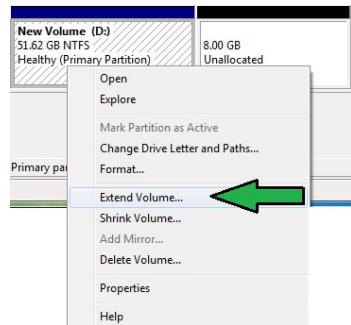 New Volume (D:)
51.62 GB NTFS
Healthy (Primary Partition)
8.00 GB
Unallocated
Open
Explore
Mark Partition as Active
Change Drive Letter and Paths...
Format...
Primary par
Extend Volume...
Shrink Volume...
Add Mirror...
Delete Volume...
Properties
Help